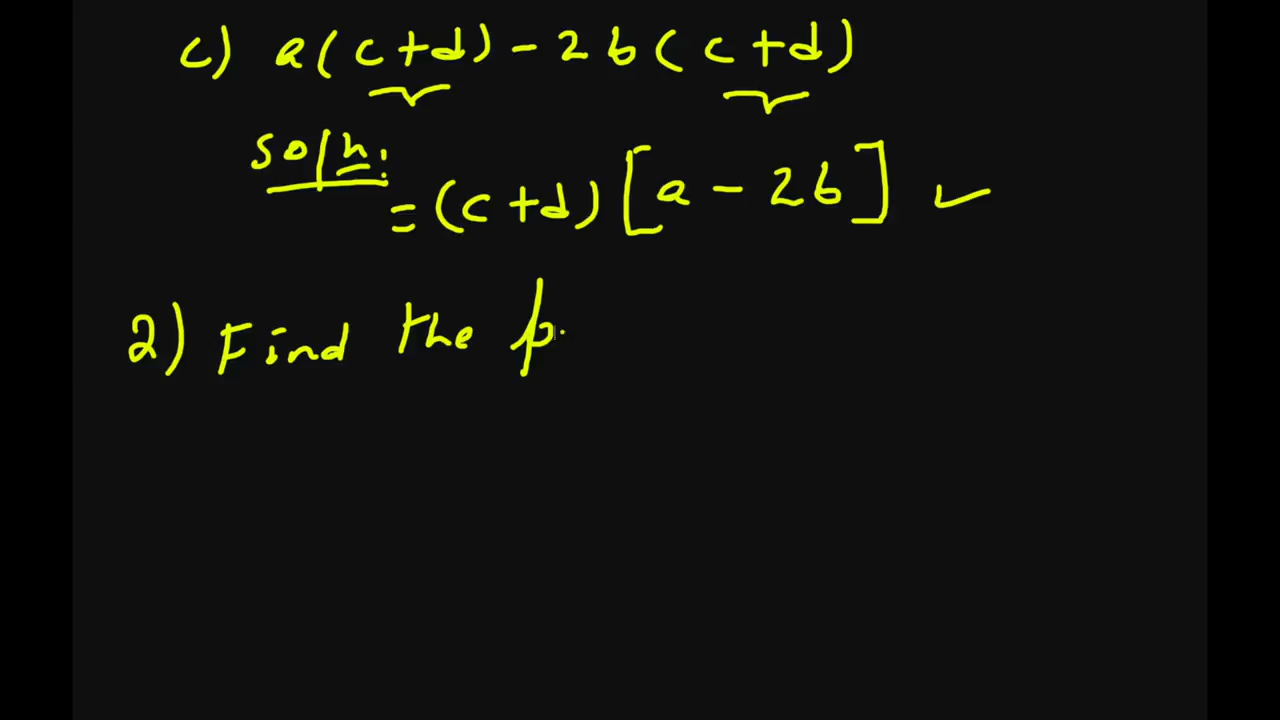 c) a(c+d)-2b(c+d)
soln:
=(c+d)[a-2b] ✓
2) Find the p